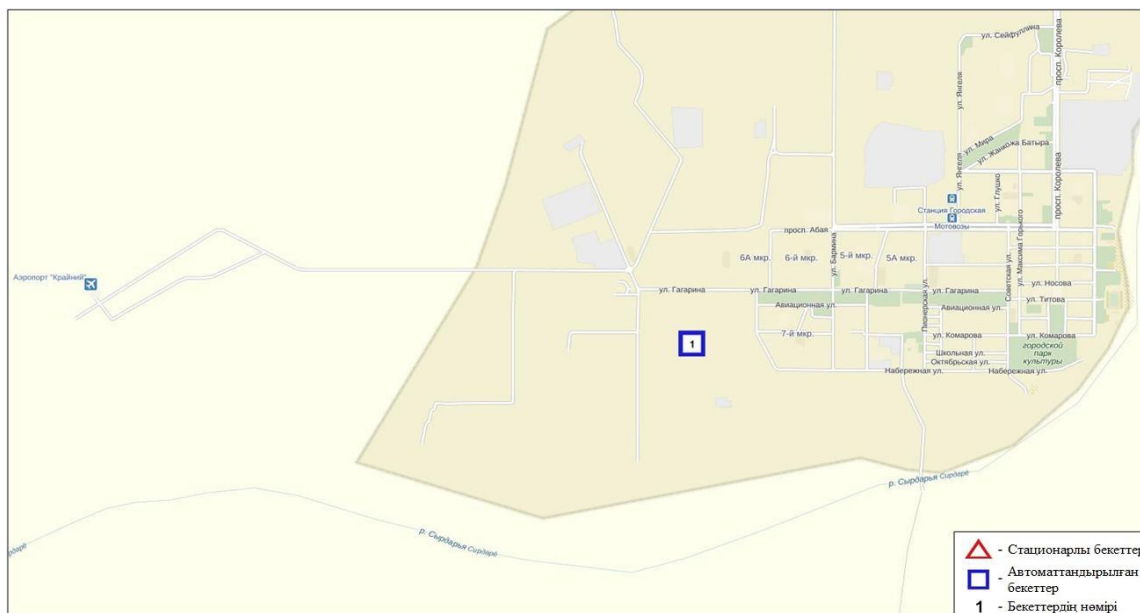 ул. Сейфуллина
просп. Королева
ул. Янгеля
ул. Мира
ул. Жанкожа Батыра
ул. Янгеля
ул. Глушко
просп. Королева
Станция Городская
Мотовозы
ул. Максима Горького
просп. Абая
ул. Бармина
6А мкр.
6-й мкр.
5-й мкр.
5А мкр.
Советская ул.
Аэропорт "Крайний"
ул. Носова
ул. Гагарина
ул. Гагарина
ул. Гагарина
ул. Гагарина
ул. Титова
Авиационная ул.
Авиационная ул.
Пионерская ул.
7-й мкр.
ул. Комарова
ул. Комарова
1
городской
парк
культуры
Школьная ул.
Октябрьская ул.
Набережная ул.
Набережная ул.
р. Сырдарья Сирдарё
р. Сырдарья Сирдарё
- Стационарлы бекеттер
- Автоматтандырылған
бекеттер
1 - Бекеттердің нөмірі